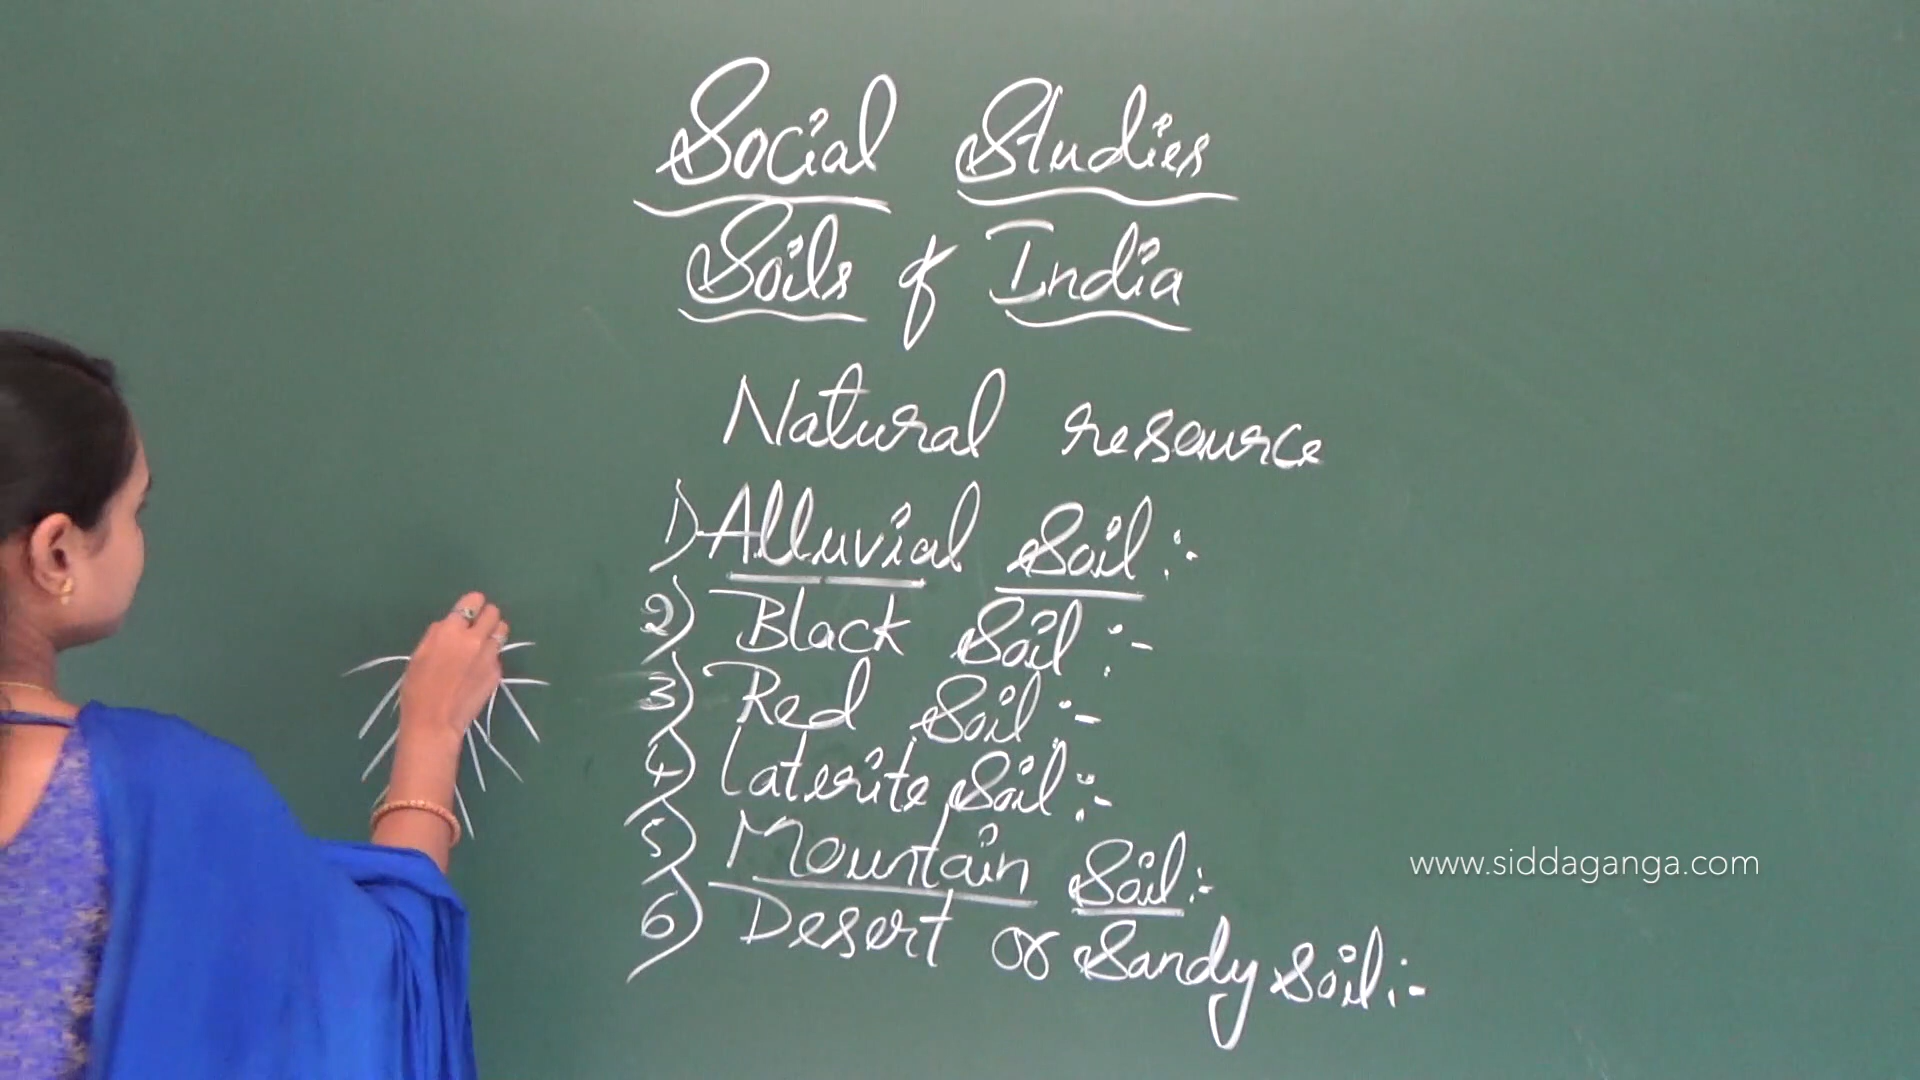 Social Studies
Soils of India
Natural resource
1) Alluvial Soil :-
2) Black Soil :-
3) Red Soil :-
4) Laterite Soil :-
5) Mountain Soil :-
6) Desert or Sandy Soil :-
www.siddaganga.com